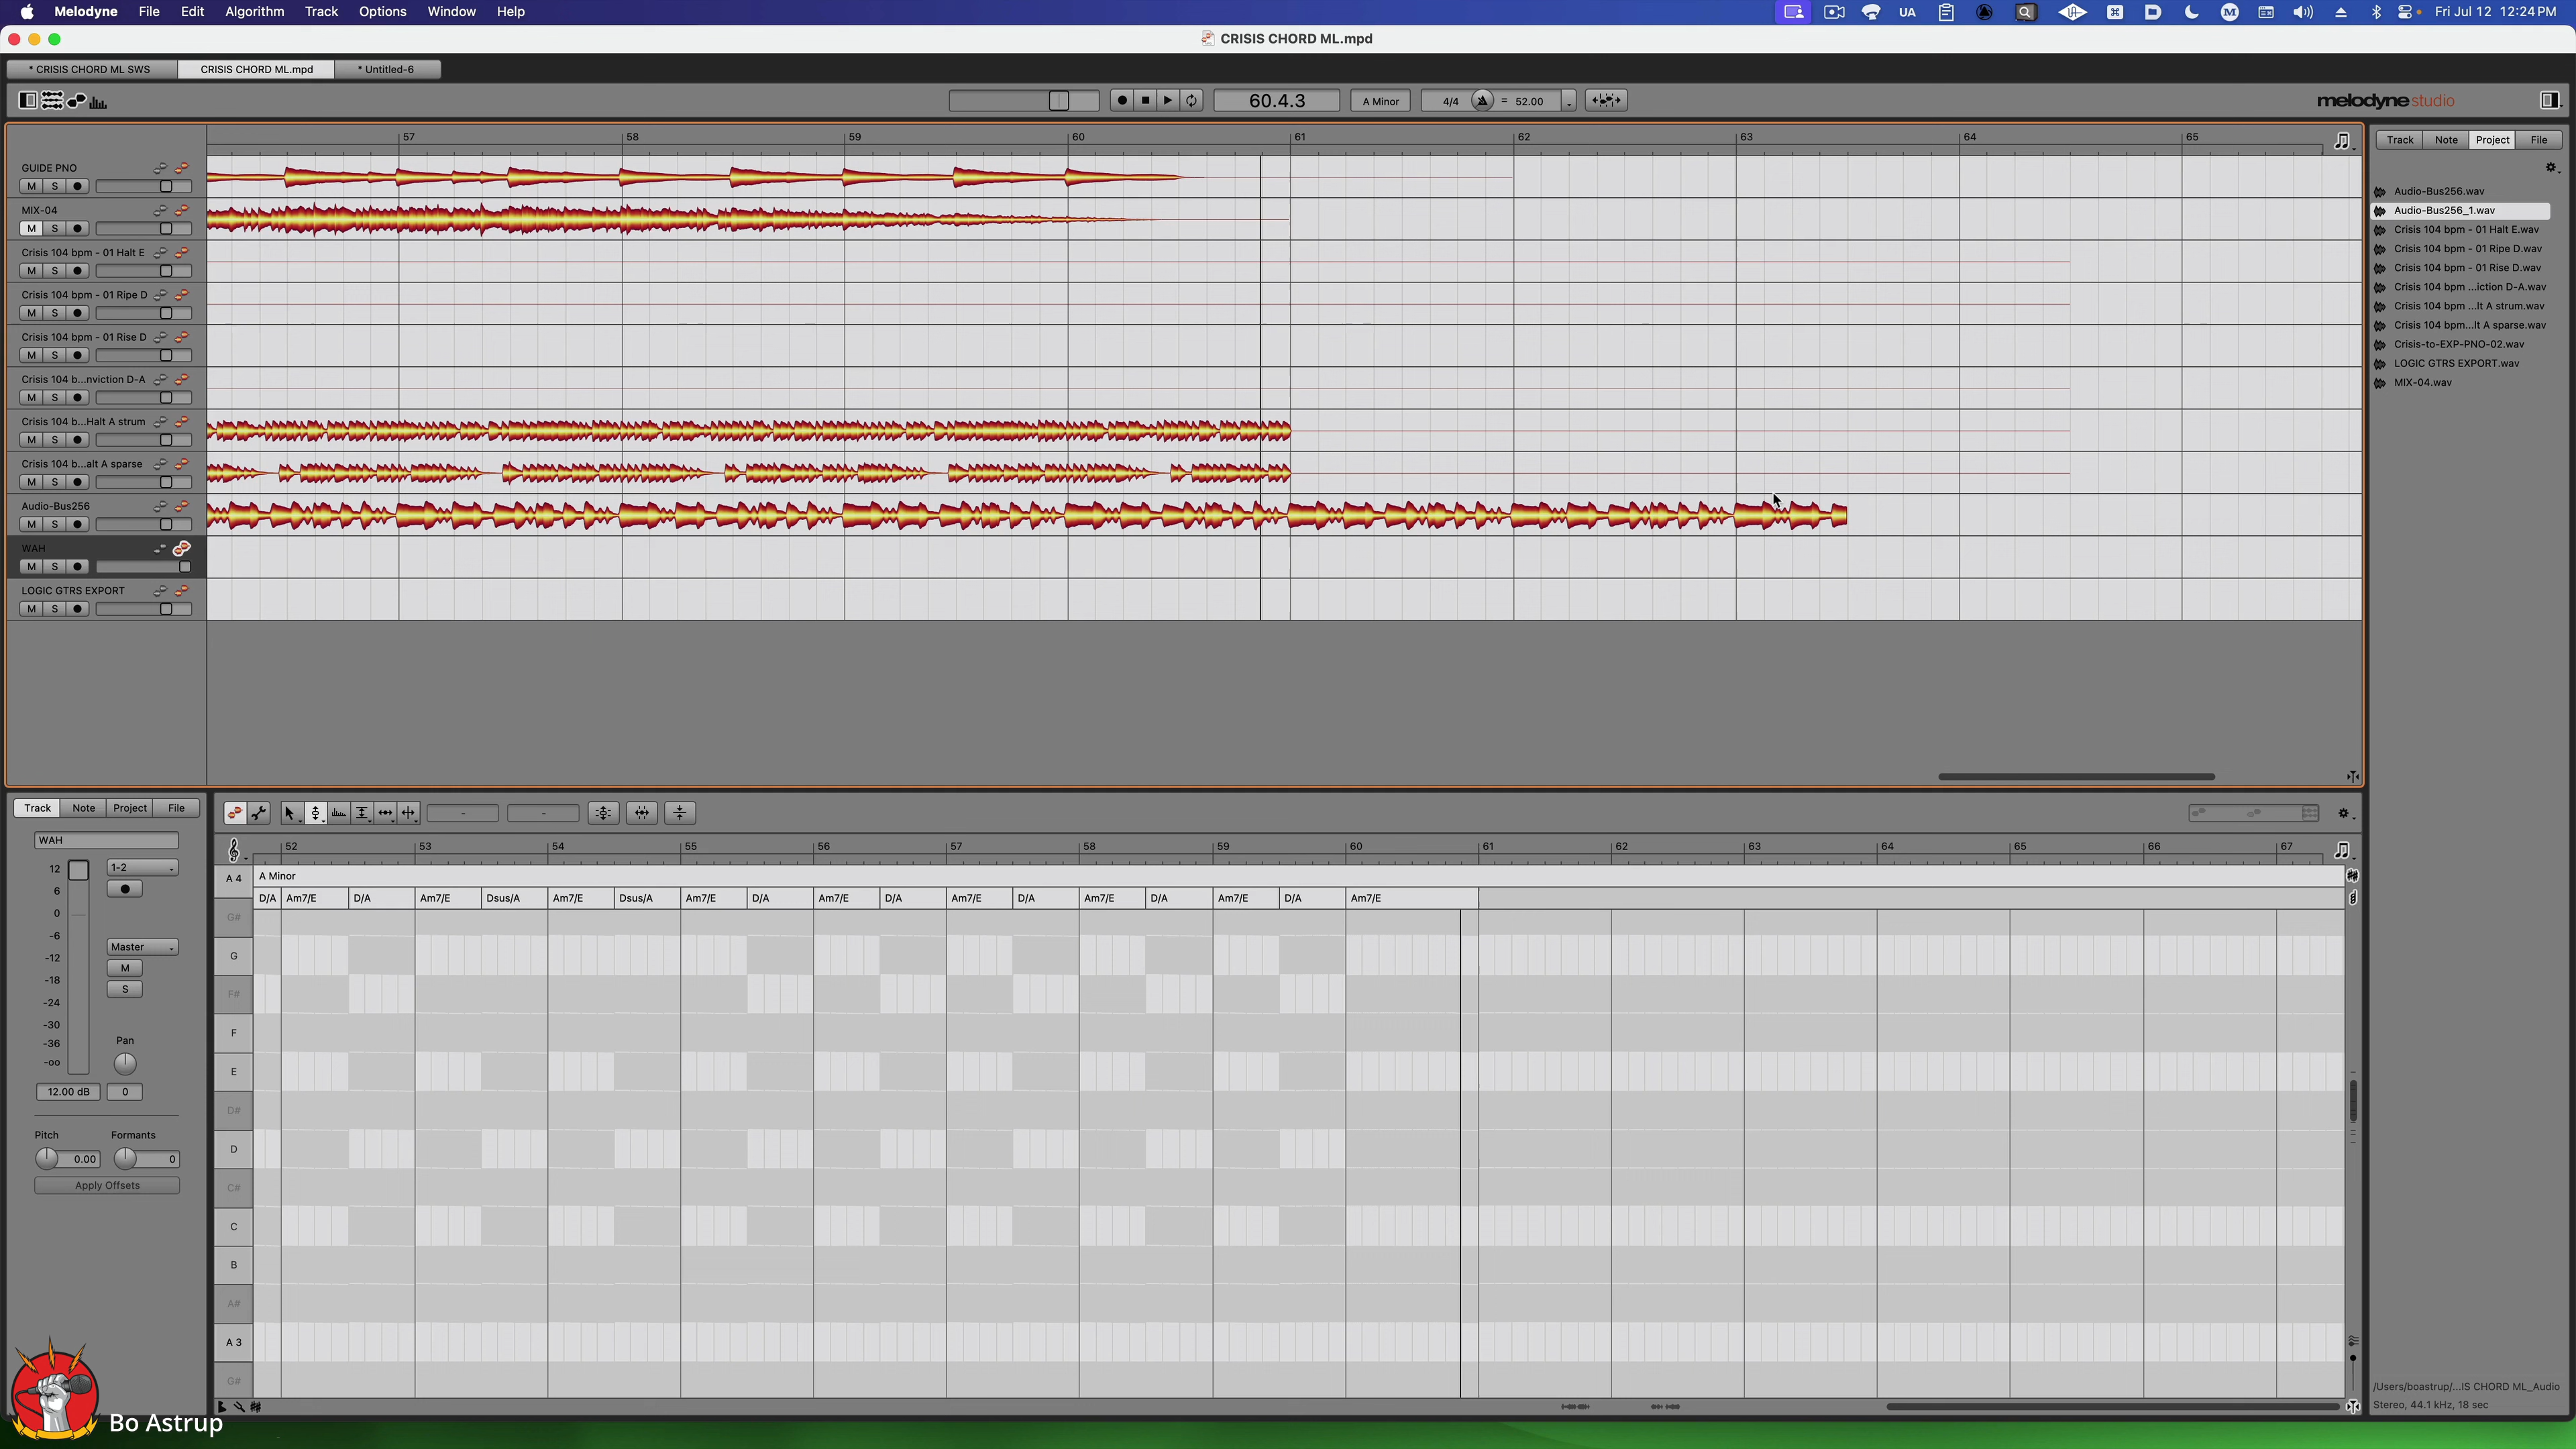 Melodyne File Edit Algorithm Track Options Window Help UA Fri Jul 12 12:24 PM
CRISIS CHORD ML.mpd
* CRISIS CHORD ML SWS CRISIS CHORD ML.mpd * Untitled-6
60.4.3 A Minor 4/4 = 52.00 melodyne studio
57 58 59 60 61 62 63 64 65
Track Note Project File
GUIDE PNO
M S
MIX-04
M S
Crisis 104 bpm - 01 Halt E
M S
Crisis 104 bpm - 01 Ripe D
M S
Crisis 104 bpm - 01 Rise D
M S
Crisis 104 b...nviction D-A
M S
Crisis 104 b...Halt A strum
M S
Crisis 104 b...alt A sparse
M S
Audio-Bus256
M S
WAH
M S
LOGIC GTRS EXPORT
M S
Audio-Bus256.wav
Audio-Bus256_1.wav
Crisis 104 bpm - 01 Halt E.wav
Crisis 104 bpm - 01 Ripe D.wav
Crisis 104 bpm - 01 Rise D.wav
Crisis 104 bpm ...iction D-A.wav
Crisis 104 bpm ...lt A strum.wav
Crisis 104 bpm...lt A sparse.wav
Crisis-to-EXP-PNO-02.wav
LOGIC GTRS EXPORT.wav
MIX-04.wav
Track Note Project File
WAH
12 1-2
6
0
-6
Master
-12
M
-18
S
-24
-30
-36
Pan
-oo
12.00 dB 0
Pitch Formants
0.00 0
Apply Offsets
- -
52 53 54 55 56 57 58 59 60 61 62 63 64 65 66 67
A 4 A Minor
D/A Am7/E D/A Am7/E Dsus/A Am7/E Dsus/A Am7/E D/A Am7/E D/A Am7/E D/A Am7/E D/A Am7/E D/A Am7/E
G#
G
F#
F
E
D#
D
C#
C
B
A#
A 3
G#
/Users/boastrup/...IS CHORD ML_Audio
Stereo, 44.1 kHz, 18 sec
Bo Astrup